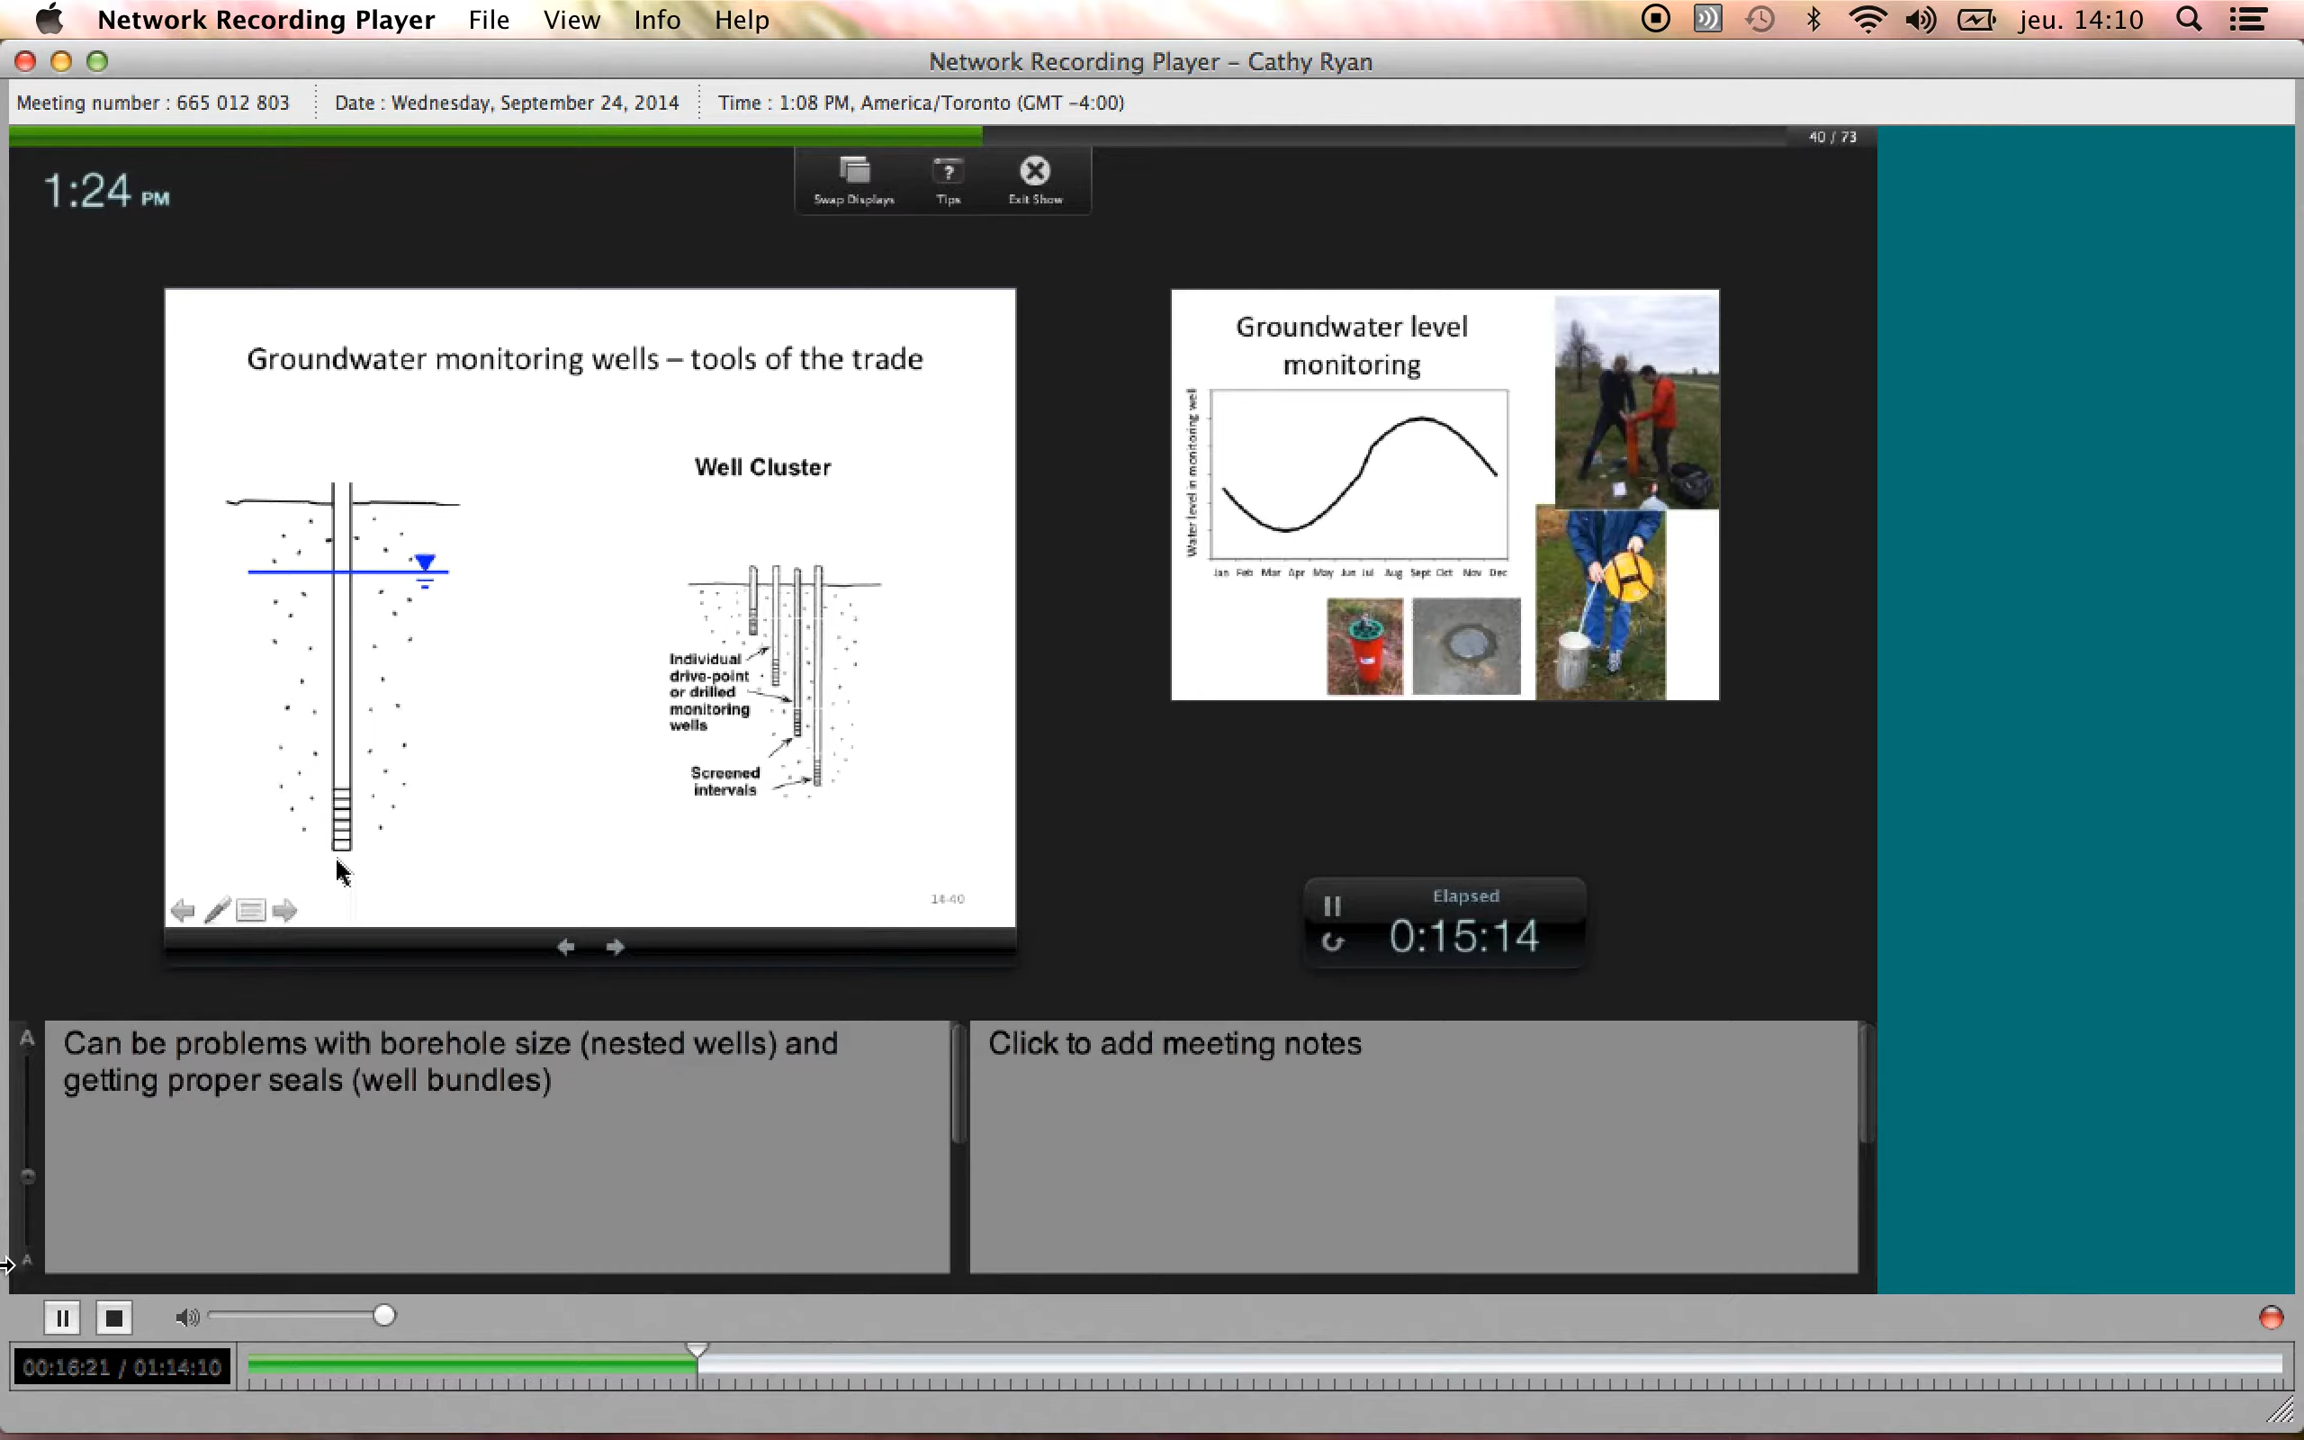 Network Recording Player File View Info Help
jeu. 14:10
Network Recording Player – Cathy Ryan
Meeting number : 665 012 803
Date : Wednesday, September 24, 2014
Time : 1:08 PM, America/Toronto (GMT -4:00)
40 / 73
1:24 PM
Swap Displays
Tips
Exit Show
Groundwater monitoring wells – tools of the trade
Well Cluster
Individual
drive-point
or drilled
monitoring
wells
Screened
intervals
14-40
Groundwater level
monitoring
Water level in monitoring well
Jan Feb Mar Apr May Jun Jul Aug Sept Oct Nov Dec
Elapsed
0:15:14
A
A
Can be problems with borehole size (nested wells) and
getting proper seals (well bundles)
Click to add meeting notes
00:16:21 / 01:14:10